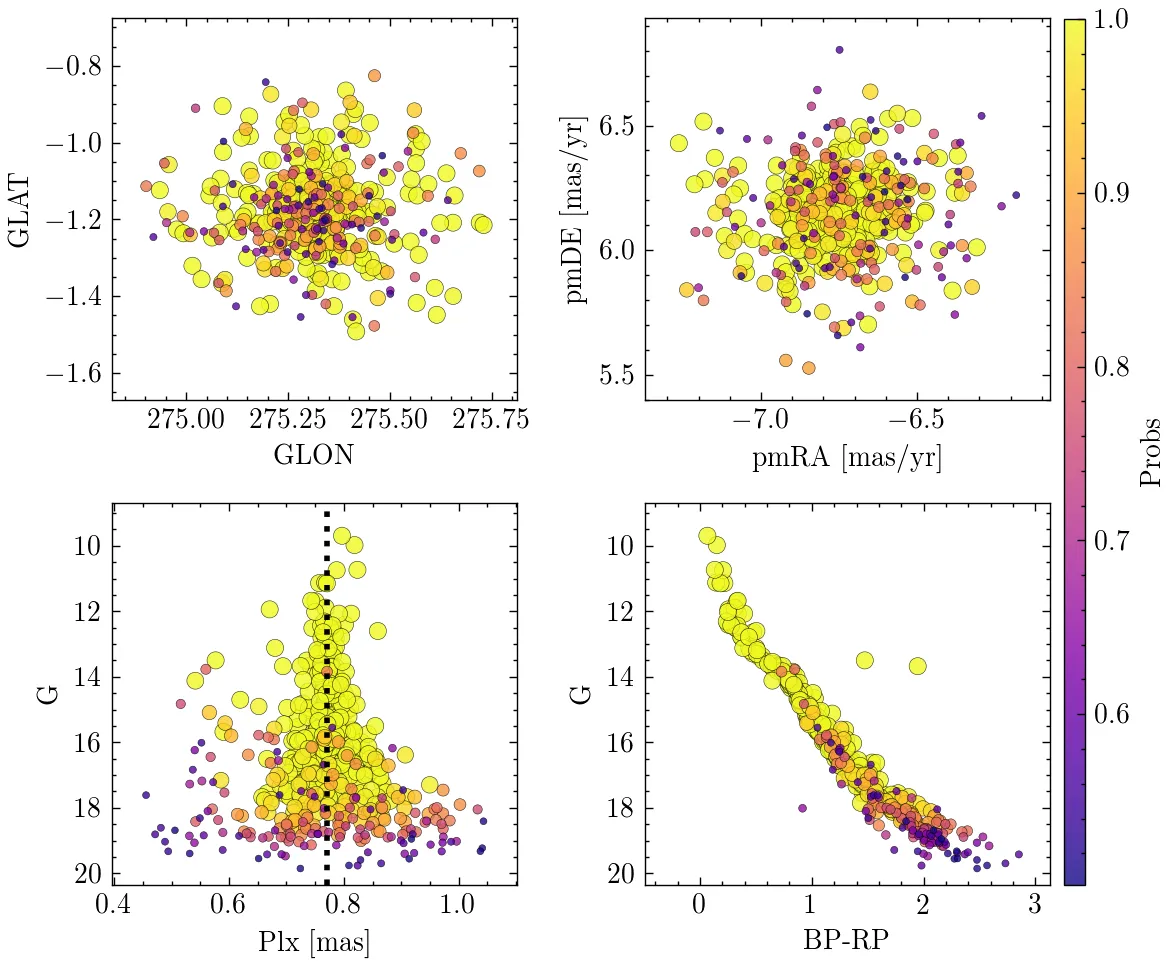 −0.8
−1.0
−1.2
−1.4
−1.6
GLAT
275.00 275.25 275.50 275.75
GLON
6.5
6.0
5.5
pmDE [mas/yr]
−7.0 −6.5
pmRA [mas/yr]
1.0
0.9
0.8
0.7
0.6
Probs
10
12
14
16
18
20
G
0.4 0.6 0.8 1.0
Plx [mas]
10
12
14
16
18
20
G
0 1 2 3
BP-RP